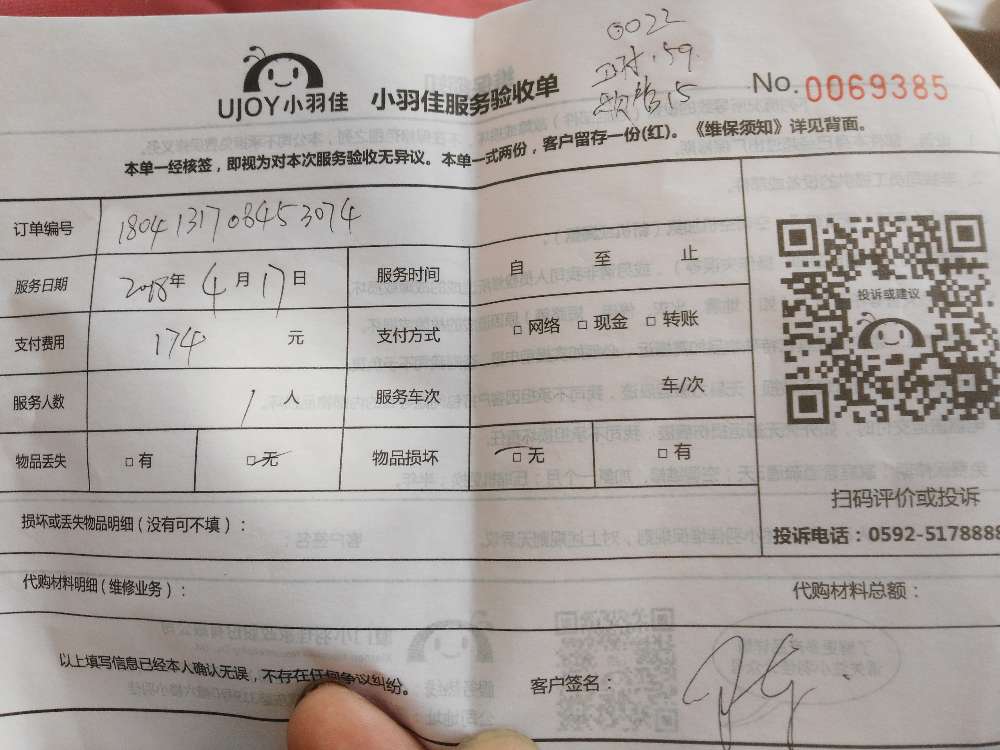 0022
应付:159
软管15
UJOY小羽佳 小羽佳服务验收单
No. 0069385
本单一经核签，即视为对本次服务验收无异议。本单一式两份，客户留存一份(红)。《维保须知》详见背面。
订单编号 180413170845307​4
服务日期 2018年4月17日 服务时间 自 至 止
支付费用 174 元 支付方式 □网络 □现金 □转账
服务人数 1人 服务车次 车/次
物品丢失 □有 □无 物品损坏 □无 □有
投诉或建议
扫码评价或投诉
投诉电话：0592-5178888
损坏或丢失物品明细（没有可不填）：
代购材料明细（维修业务）：
代购材料总额：
以上填写信息已经本人确认无误，不存在任何争议纠纷。
客户签名：